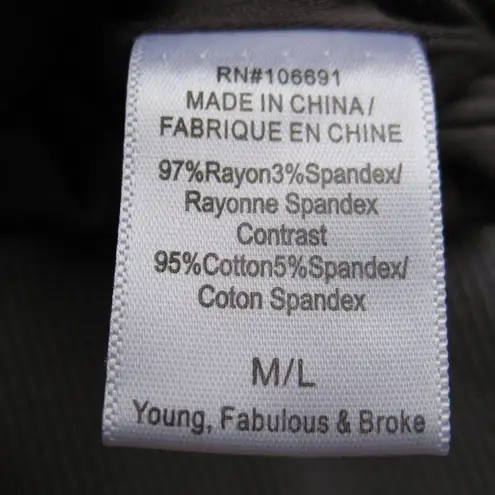 RN#106691
MADE IN CHINA/
FABRIQUE EN CHINE
97%Rayon3%Spandex/
Rayonne Spandex
Contrast
95%Cotton5%Spandex/
Coton Spandex
M/L
Young, Fabulous & Broke